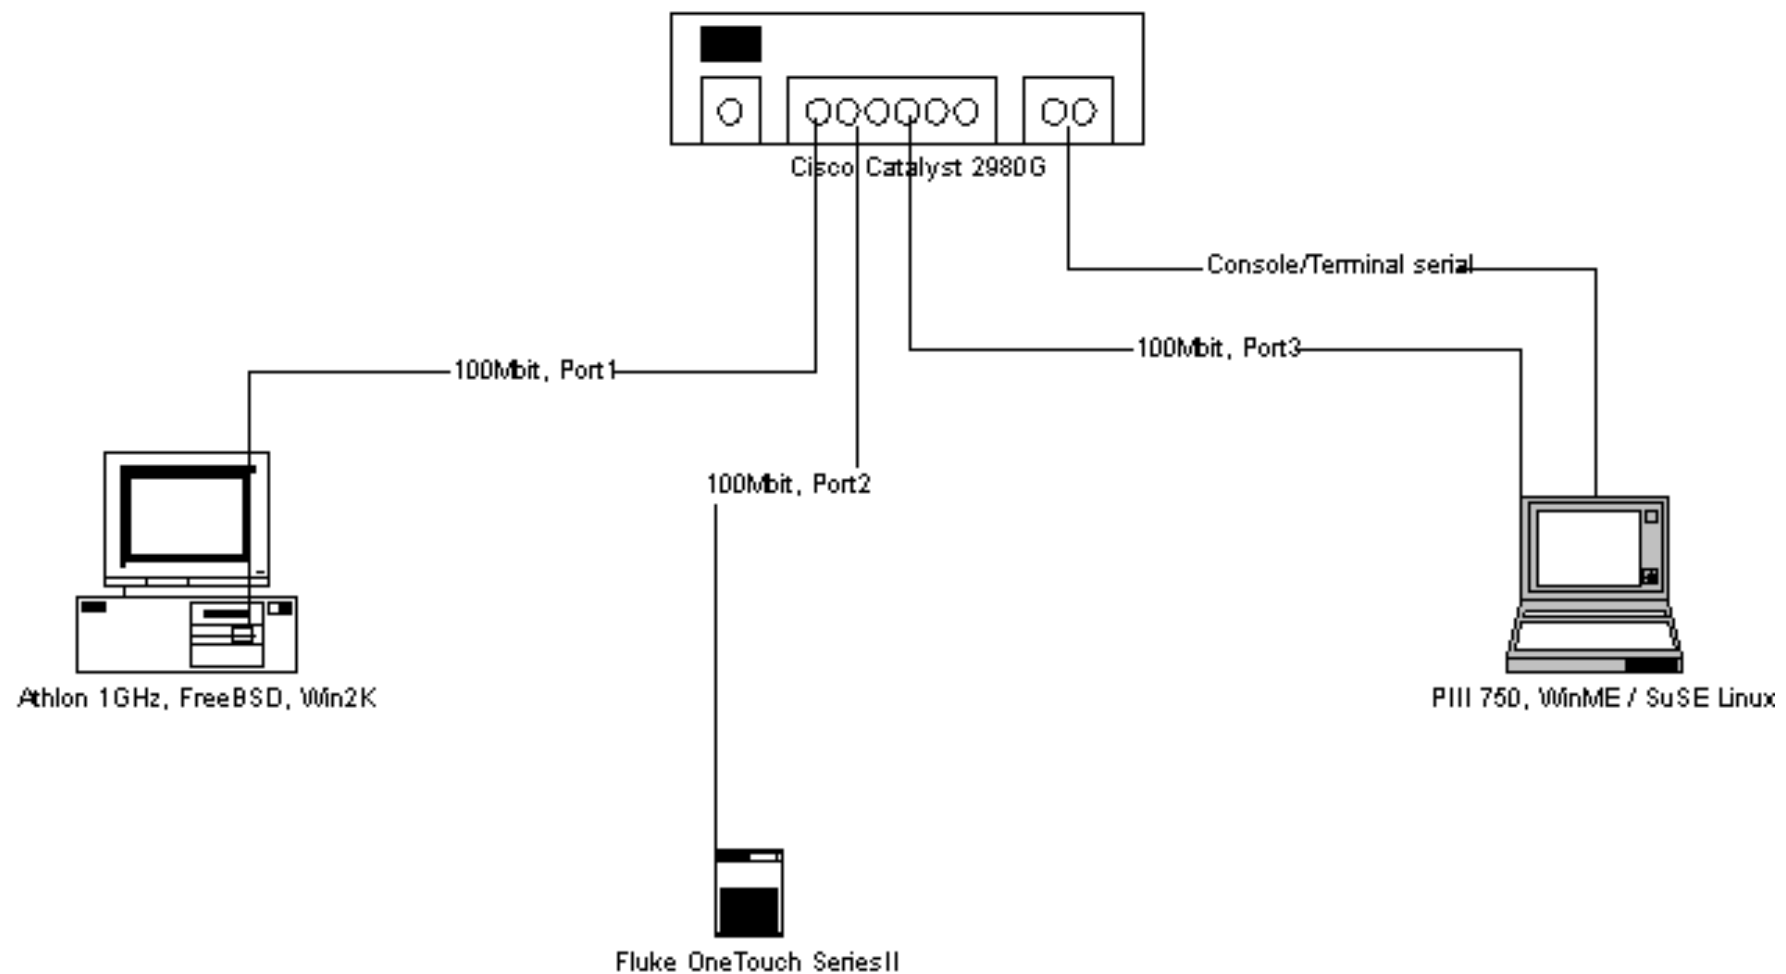 Cisco Catalyst 2980G
Console/Terminal serial
100Mbit, Port3
100Mbit, Port1
100Mbit, Port2
Athlon 1GHz, FreeBSD, Win2K
PIII 750, WinME / SuSE Linux
Fluke OneTouch SeriesII